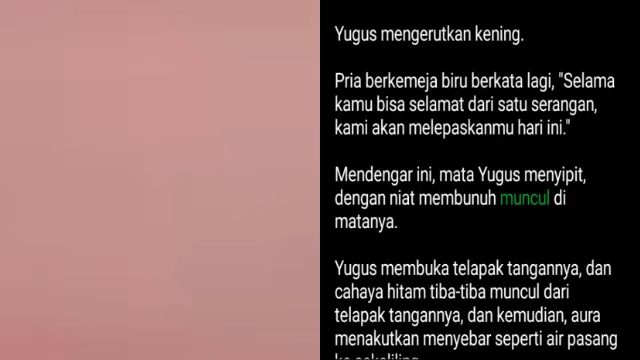 Yugus mengerutkan kening.
Pria berkemeja biru berkata lagi, "Selama
kamu bisa selamat dari satu serangan,
kami akan melepaskanmu hari ini."
Mendengar ini, mata Yugus menyipit,
dengan niat membunuh muncul di
matanya.
Yugus membuka telapak tangannya, dan
cahaya hitam tiba-tiba muncul dari
telapak tangannya, dan kemudian, aura
menakutkan menyebar seperti air pasang
ke sekeliling